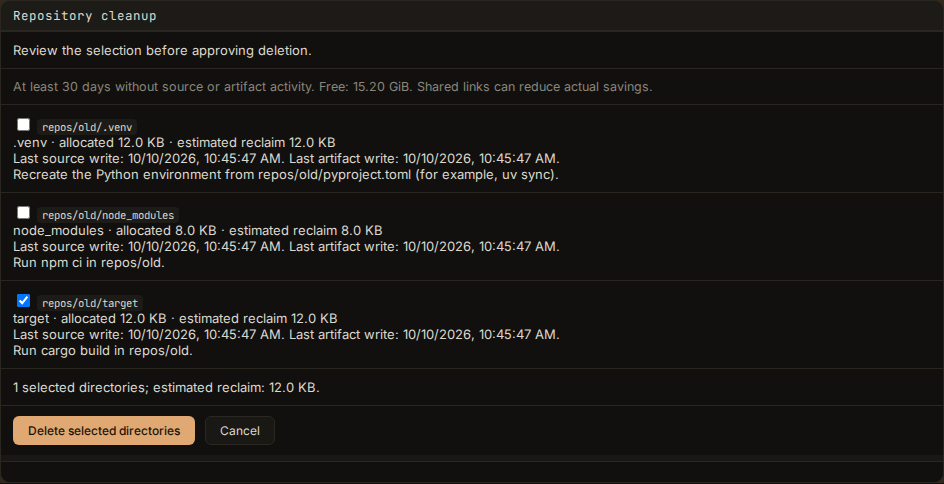 Repository cleanup
Review the selection before approving deletion.
At least 30 days without source or artifact activity. Free: 15.20 GiB. Shared links can reduce actual savings.
repos/old/.venv
.venv · allocated 12.0 KB · estimated reclaim 12.0 KB
Last source write: 10/10/2026, 10:45:47 AM. Last artifact write: 10/10/2026, 10:45:47 AM.
Recreate the Python environment from repos/old/pyproject.toml (for example, uv sync).
repos/old/node_modules
node_modules · allocated 8.0 KB · estimated reclaim 8.0 KB
Last source write: 10/10/2026, 10:45:47 AM. Last artifact write: 10/10/2026, 10:45:47 AM.
Run npm ci in repos/old.
repos/old/target
target · allocated 12.0 KB · estimated reclaim 12.0 KB
Last source write: 10/10/2026, 10:45:47 AM. Last artifact write: 10/10/2026, 10:45:47 AM.
Run cargo build in repos/old.
1 selected directories; estimated reclaim: 12.0 KB.
Delete selected directories Cancel